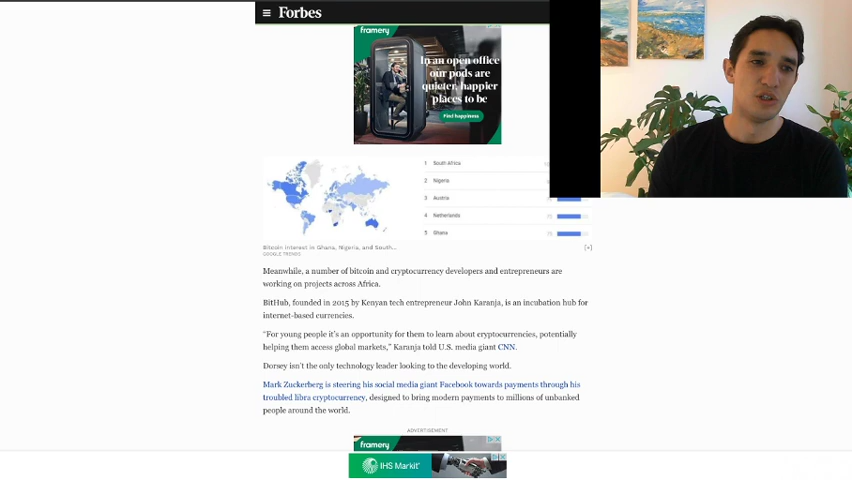 Forbes
framery
In an open office
our pods are
quieter, happier
places to be
Find happiness
1 South Africa
2 Nigeria
3 Austria
4 Netherlands
5 Ghana
Bitcoin interest in Ghana, Nigeria, and South...
[+]
GOOGLE TRENDS
Meanwhile, a number of bitcoin and cryptocurrency developers and entrepreneurs are
working on projects across Africa.
BitHub, founded in 2015 by Kenyan tech entrepreneur John Karanja, is an incubation hub for
internet-based currencies.
“For young people it’s an opportunity for them to learn about cryptocurrencies, potentially
helping them access global markets,” Karanja told U.S. media giant CNN.
Dorsey isn’t the only technology leader looking to the developing world.
Mark Zuckerberg is steering his social media giant Facebook towards payments through his
troubled libra cryptocurrency, designed to bring modern payments to millions of unbanked
people around the world.
ADVERTISEMENT
framery
IHS Markit